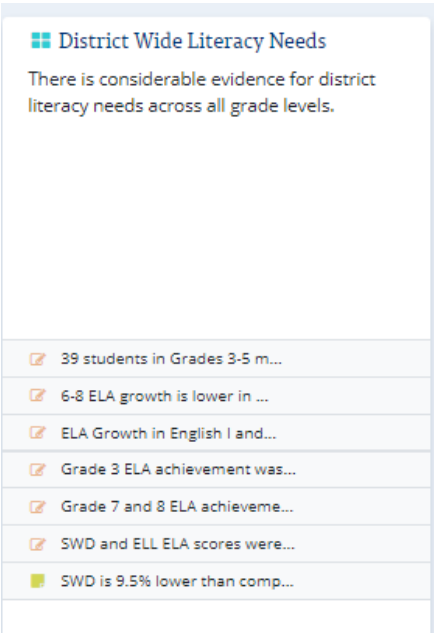 District Wide Literacy Needs
There is considerable evidence for district
literacy needs across all grade levels.
39 students in Grades 3-5 m...
6-8 ELA growth is lower in ...
ELA Growth in English I and...
Grade 3 ELA achievement was...
Grade 7 and 8 ELA achieveme...
SWD and ELL ELA scores were...
SWD is 9.5% lower than comp...